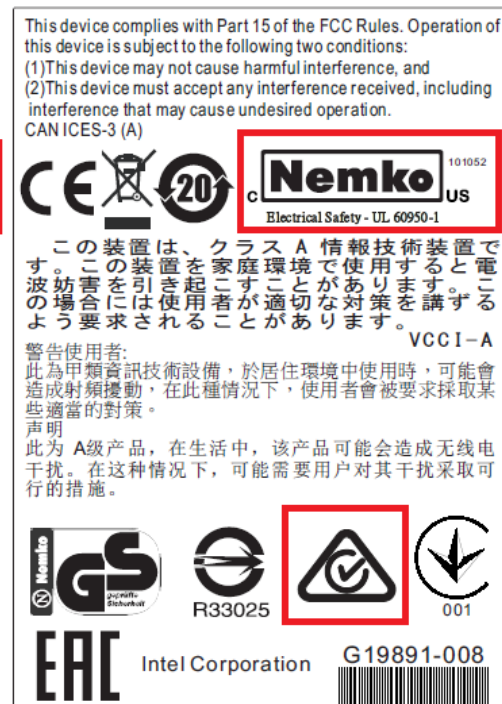 This device complies with Part 15 of the FCC Rules. Operation of
this device is subject to the following two conditions:
(1)This device may not cause harmful interference, and
(2)This device must accept any interference received, including
interference that may cause undesired operation.
CAN ICES-3 (A)
CE
20
C Nemko 101052 US
Electrical Safety - UL 60950-1
この装置は、クラス A 情報技術装置で
す。この装置を家庭環境で使用すると電
波妨害を引き起こすことがあります。こ
の場合には使用者が適切な対策を講ずる
よう要求されることがあります。
VCCI-A
警告使用者:
此為甲類資訊技術設備，於居住環境中使用時，可能會
造成射頻擾動，在此種情況下，使用者會被要求採取某
些適當的對策。
声明
此为 A级产品，在生活中，该产品可能会造成无线电
干扰。在这种情况下，可能需要用户对其干扰采取可
行的措施。
N Nemko
GS
geprüfte
Sicherheit
R33025
001
EAC
Intel Corporation
G19891-008